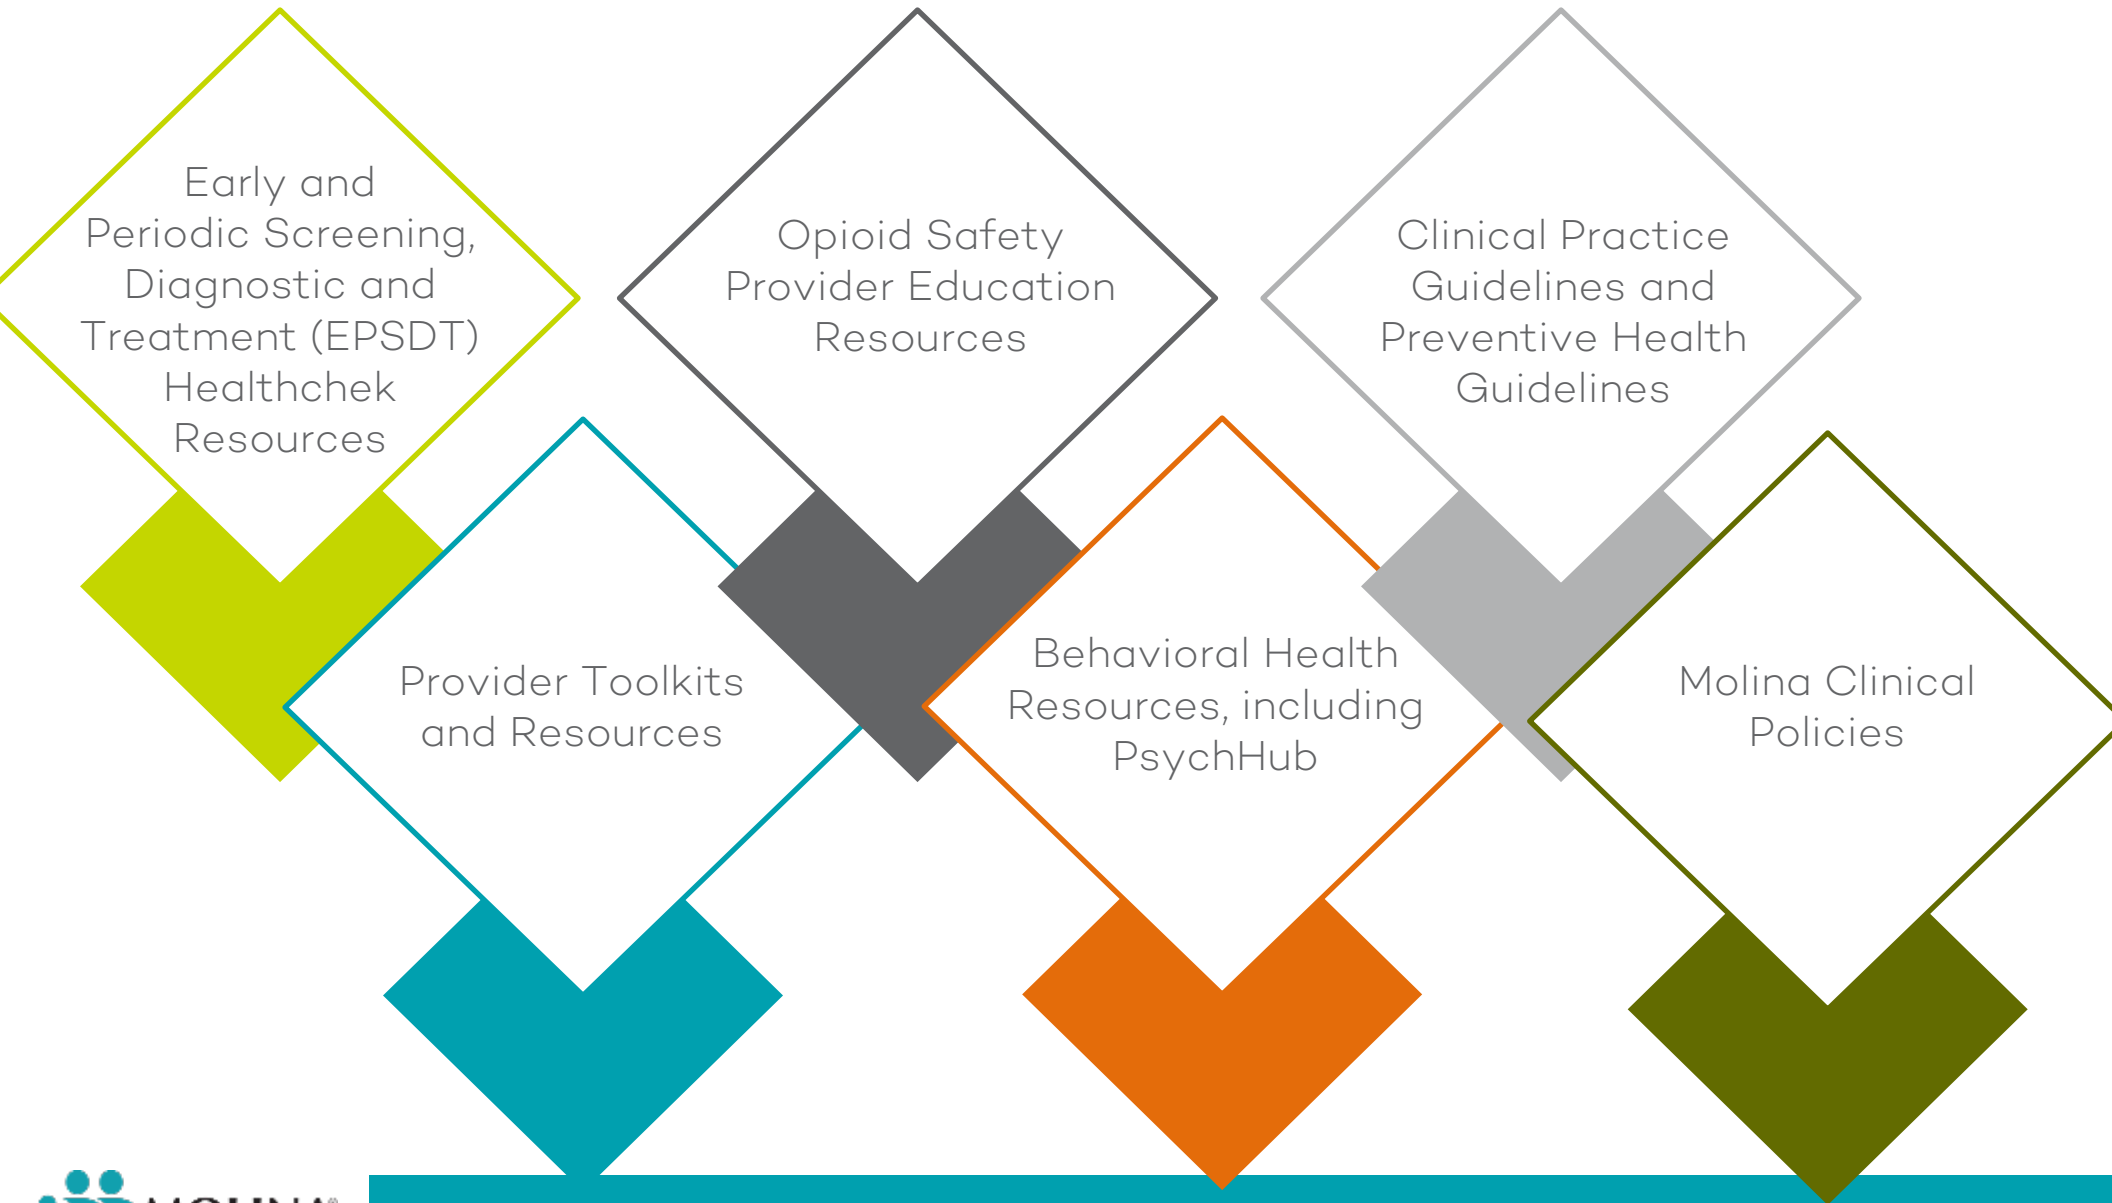 Early and
Periodic Screening,
Diagnostic and
Treatment (EPSDT)
Healthchek
Resources
Opioid Safety
Provider Education
Resources
Clinical Practice
Guidelines and
Preventive Health
Guidelines
Provider Toolkits
and Resources
Behavioral Health
Resources, including
PsychHub
Molina Clinical
Policies
MOLINA®